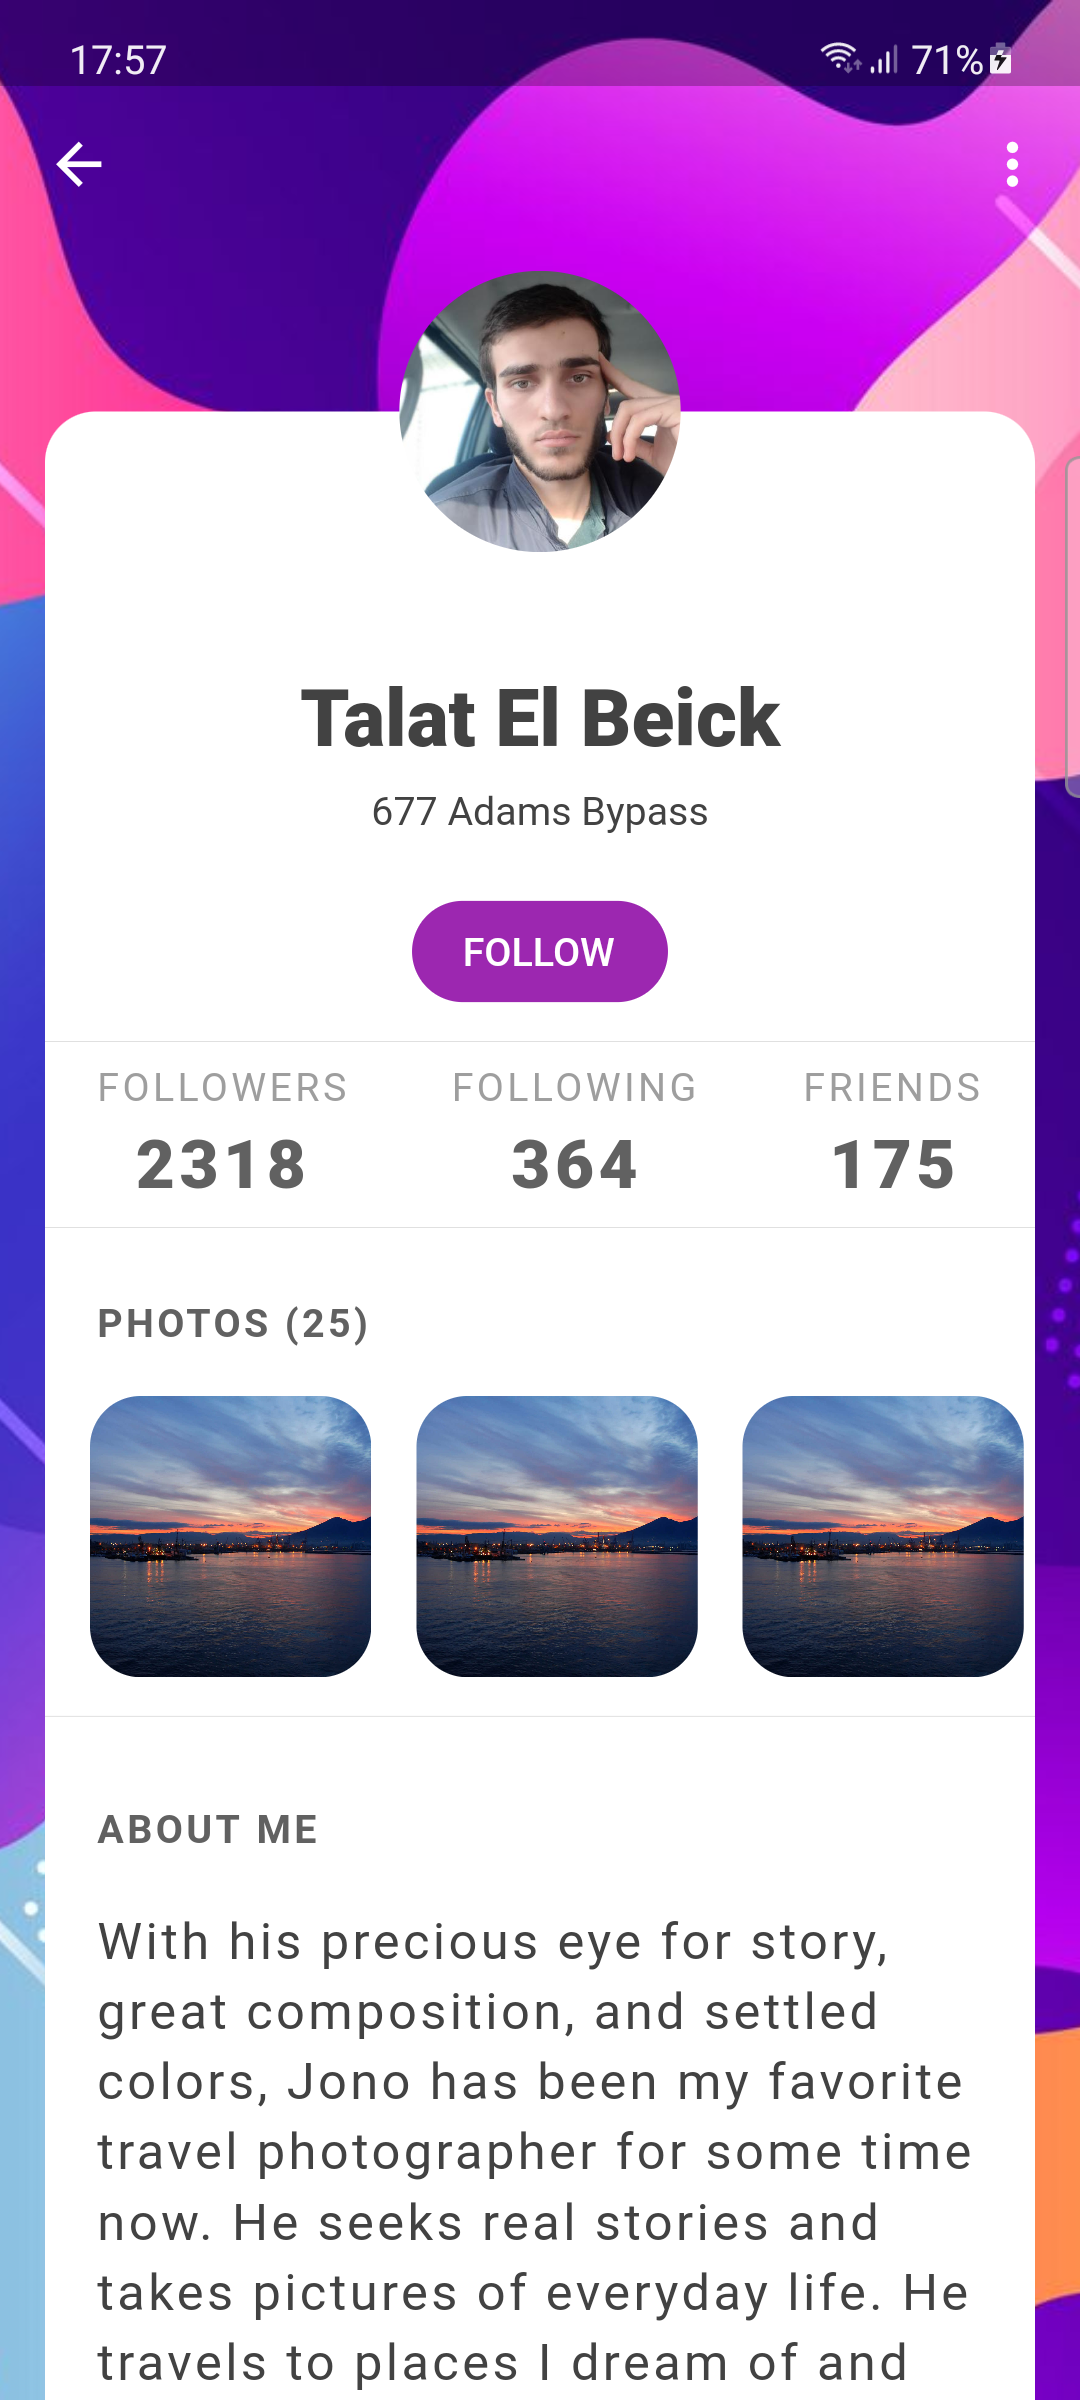 17:57
71%
Talat El Beick
677 Adams Bypass
FOLLOW
FOLLOWERS FOLLOWING FRIENDS
2318 364 175
PHOTOS (25)
ABOUT ME
With his precious eye for story,
great composition, and settled
colors, Jono has been my favorite
travel photographer for some time
now. He seeks real stories and
takes pictures of everyday life. He
travels to places I dream of and